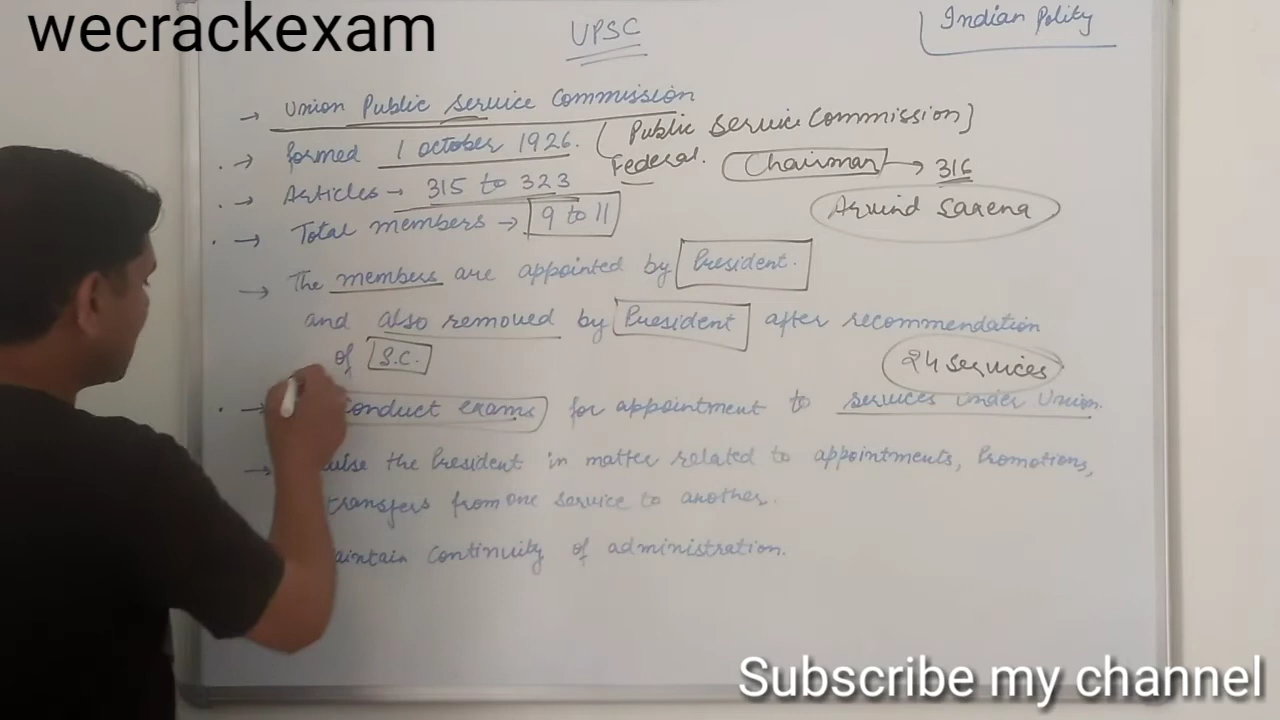 wecrackexam
UPSC
Indian Polity
→ Union Public Service Commission
→ formed 1 october 1926. (Public Service Commission)
Federal.
Chairman → 316
→ Articles → 315 to 323
Arvind Saxena
→ Total members → 9 to 11
→ The members are appointed by President.
and also removed by President after recommendation
of S.C.
24 services
→ conduct exams for appointment to services under Union.
→ the President in matter related to appointments, Promotions,
transfers from one service to another.
aintain continuity of administration.
Subscribe my channel